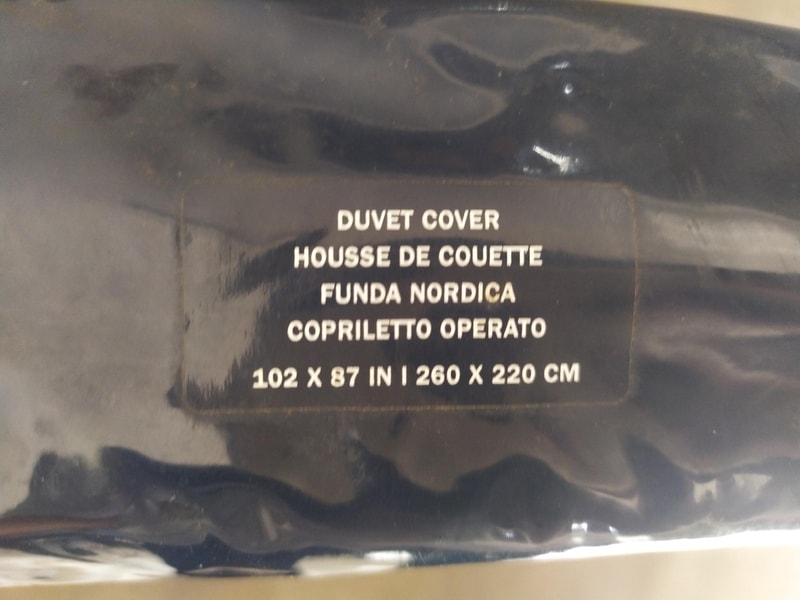 DUVET COVER
HOUSSE DE COUETTE
FUNDA NORDICA
COPRILETTO OPERATO
102 X 87 IN I 260 X 220 CM